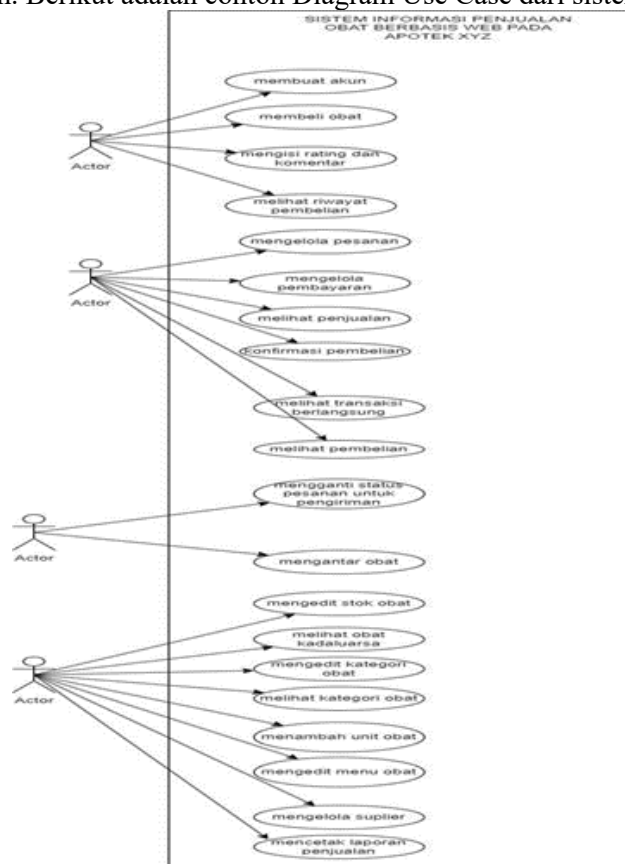 n. Berikut adalah contoh Diagram Use Case dari sister
SISTEM INFORMASI PENJUALAN
OBAT BERBASIS WEB PADA
APOTEK XYZ
membuat akun
membeli obat
Actor
mengisi rating dan
komentar
melihat riwayat
pembelian
mengelola pesanan
mengelola
pembayaran
Actor
melihat penjualan
konfirmasi pembelian
melihat transaksi
berlangsung
melihat pembelian
mengganti status
pesanan untuk
pengiriman
Actor
mengantar obat
mengedit stok obat
melihat obat
kadaluarsa
mengedit kategori
obat
Actor
melihat kategori obat
menambah unit obat
mengedit menu obat
mengelola suplier
mencetak laporan
penjualan